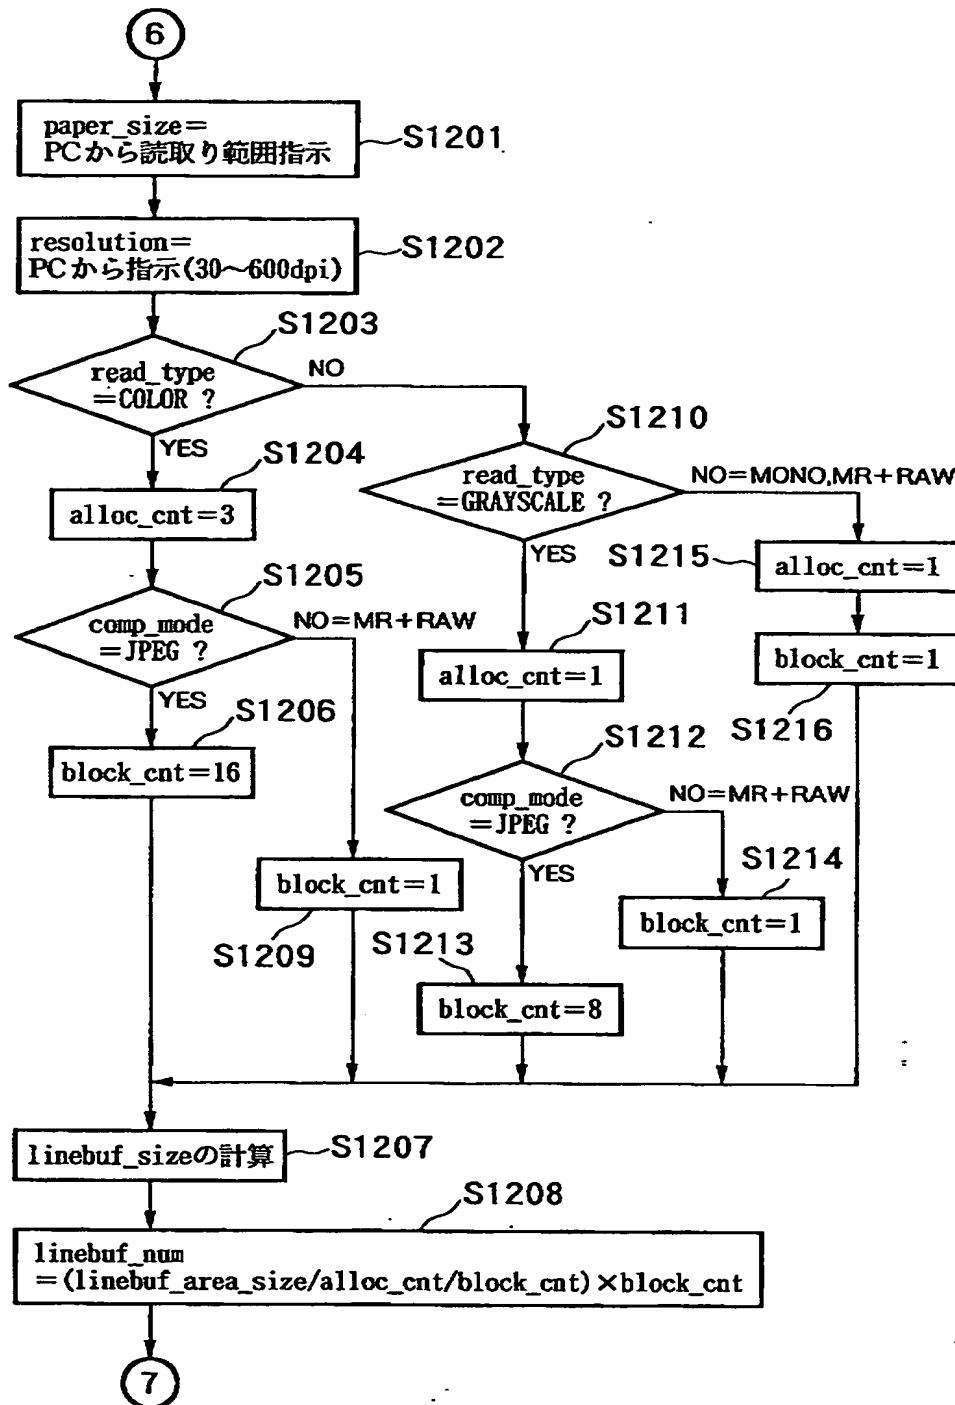 6
paper_size=
PCから読取り範囲指示
S1201
resolution=
PCから指示(30～600dpi)
S1202
S1203
read_type
=COLOR ?
NO
YES
S1204
alloc_cnt=3
S1205
comp_mode
=JPEG ?
NO=MR+RAW
YES
S1206
block_cnt=16
block_cnt=1
S1209
S1210
read_type
=GRAYSCALE ?
NO=MONO,MR+RAW
YES
S1211
alloc_cnt=1
S1212
comp_mode
=JPEG ?
NO=MR+RAW
YES
S1213
block_cnt=8
S1214
block_cnt=1
S1215
alloc_cnt=1
block_cnt=1
S1216
linebuf_sizeの計算
S1207
S1208
linebuf_num
=(linebuf_area_size/alloc_cnt/block_cnt)×block_cnt
7